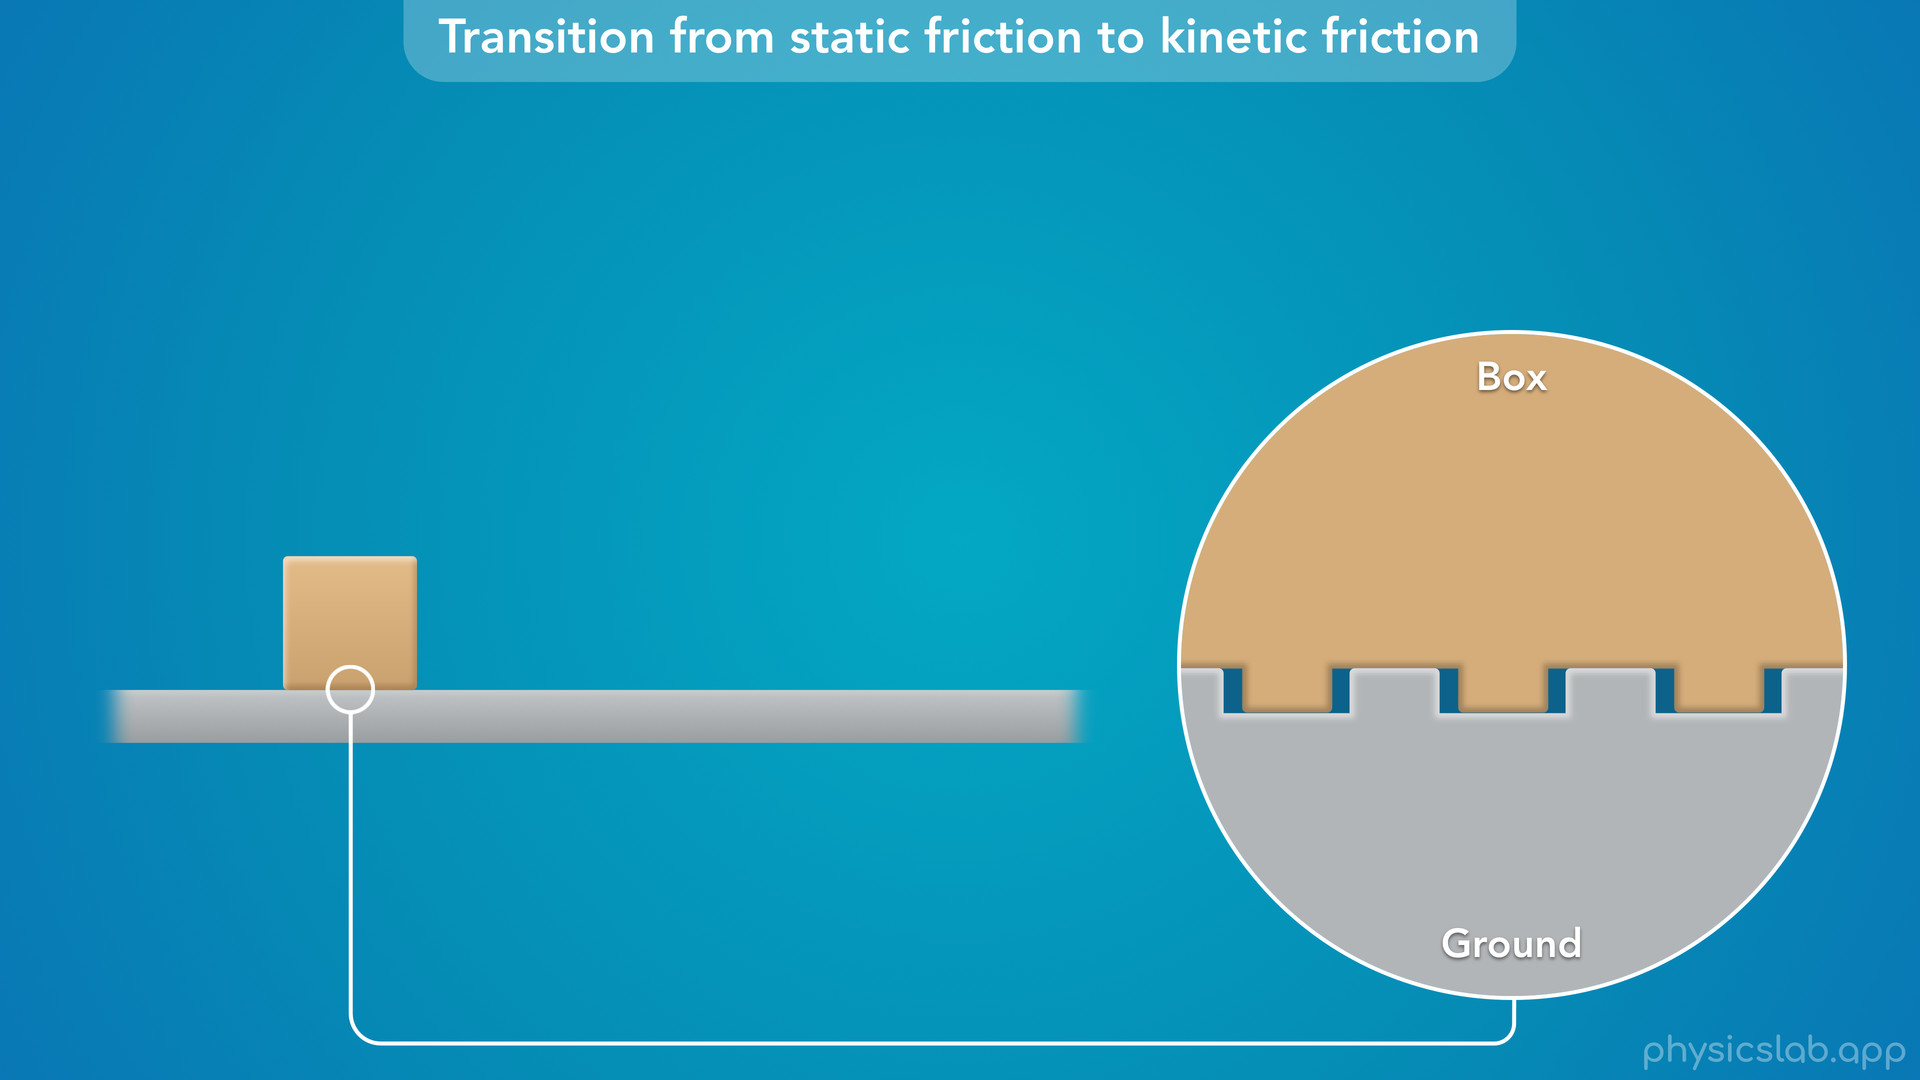 Transition from static friction to kinetic friction
Box
Ground
physicslab.app